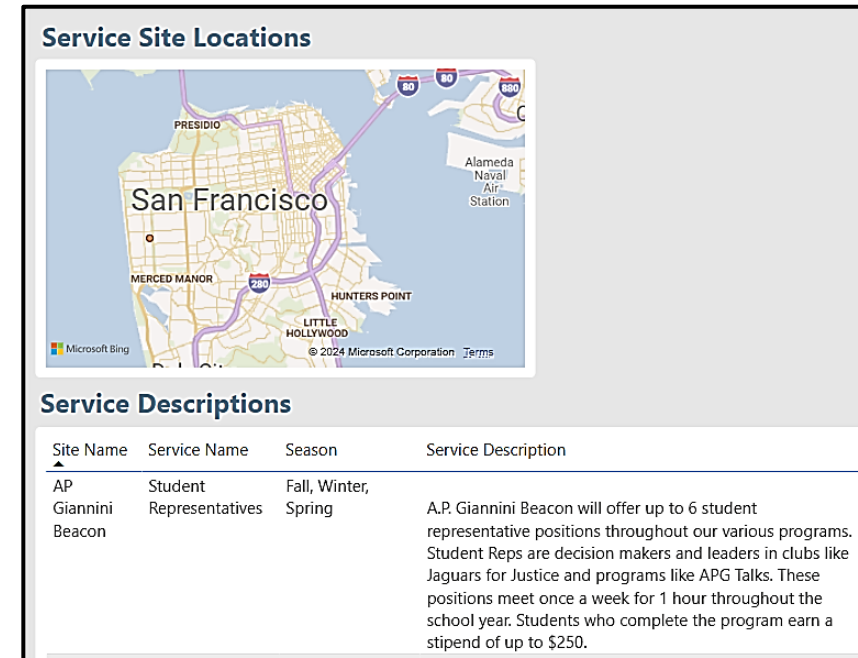 Service Site Locations
80
80
880
PRESIDIO
Alameda
Naval
Air
Station
San Francisco
MERCED MANOR
280
HUNTERS POINT
LITTLE
HOLLYWOOD
Microsoft Bing
© 2024 Microsoft Corporation Terms
Service Descriptions
Site Name Service Name Season Service Description
AP Student Fall, Winter,
Giannini Representatives Spring A.P. Giannini Beacon will offer up to 6 student
Beacon representative positions throughout our various programs.
Student Reps are decision makers and leaders in clubs like
Jaguars for Justice and programs like APG Talks. These
positions meet once a week for 1 hour throughout the
school year. Students who complete the program earn a
stipend of up to $250.